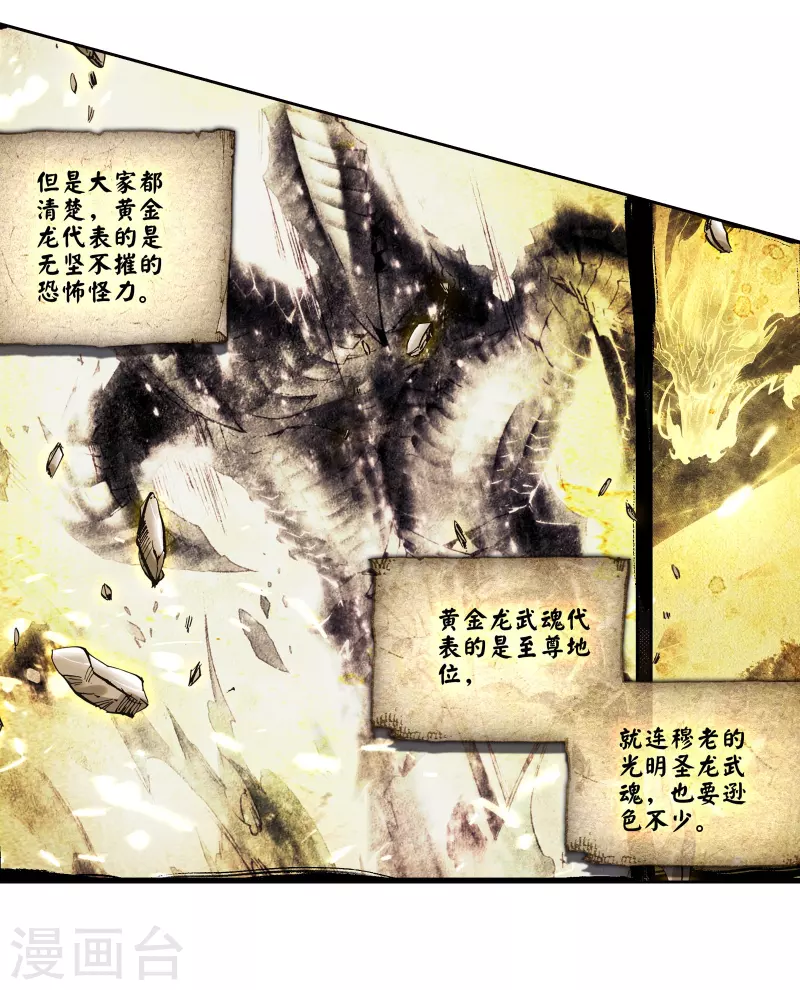 但是大家都
清楚，黄金
龙代表的是
无坚不摧的
恐怖怪力。
黄金龙武魂代
表的是至尊地
位，
就连穆老的
光明圣龙武
魂，也要逊
色不少。
漫画台